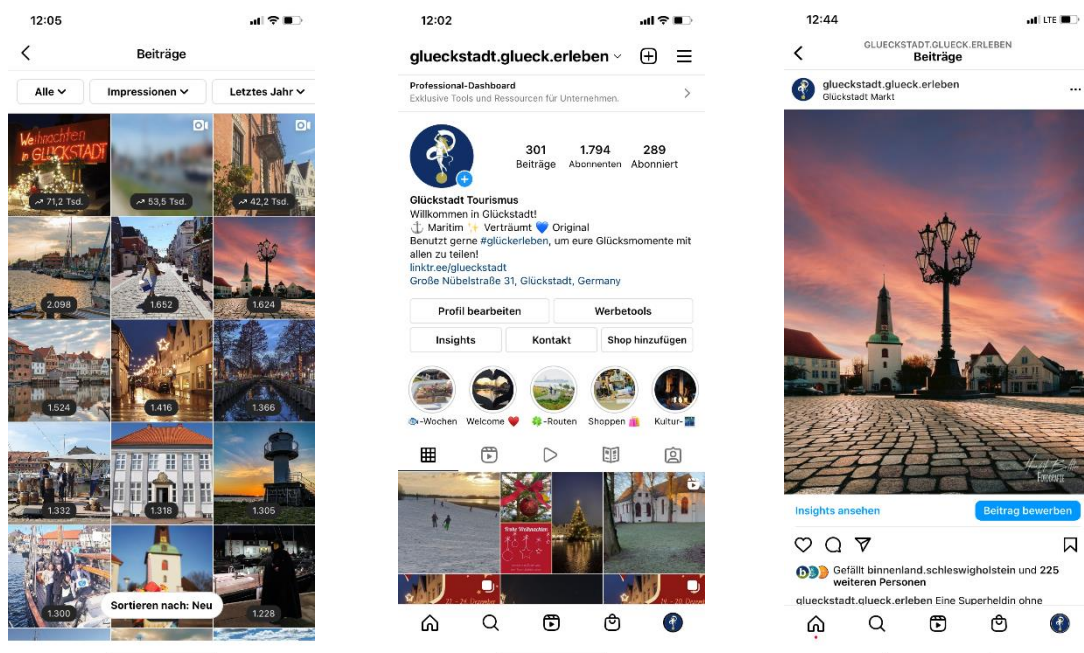 12:05
Beiträge
Alle
Impressionen
Letztes Jahr
Weihnachten
in GLÜCKSTADT
71,2 Tsd.
53,5 Tsd.
42,2 Tsd.
2.098
1.652
1.624
1.524
1.416
1.366
1.332
1.318
1.305
1.300
Sortieren nach: Neu
1.228
12:02
glueckstadt.glueck.erleben
Professional-Dashboard
Exklusive Tools und Ressourcen für Unternehmen.
301
1.794
289
Beiträge
Abonnenten
Abonniert
Glückstadt Tourismus
Willkommen in Glückstadt!
⚓ Maritim ✨ Verträumt 💙 Original
Benutzt gerne #glückerleben, um eure Glücksmomente mit
allen zu teilen!
linktr.ee/glueckstadt
Große Nübelstraße 31, Glückstadt, Germany
Profil bearbeiten
Werbetools
Insights
Kontakt
Shop hinzufügen
🐟-Wochen
Welcome ❤️
🍀-Routen
Shoppen 🛍️
Kultur-🌃
Frohe Weihnachten
21. - 24. Dezember
16. - 20. Dezem
12:44
LTE
GLUECKSTADT.GLUECK.ERLEBEN
Beiträge
glueckstadt.glueck.erleben
Glückstadt Markt
FOTOGRAFIE
Insights ansehen
Beitrag bewerben
Gefällt binnenland.schleswigholstein und 225
weiteren Personen
glueckstadt.glueck.erleben Eine Superheldin ohne